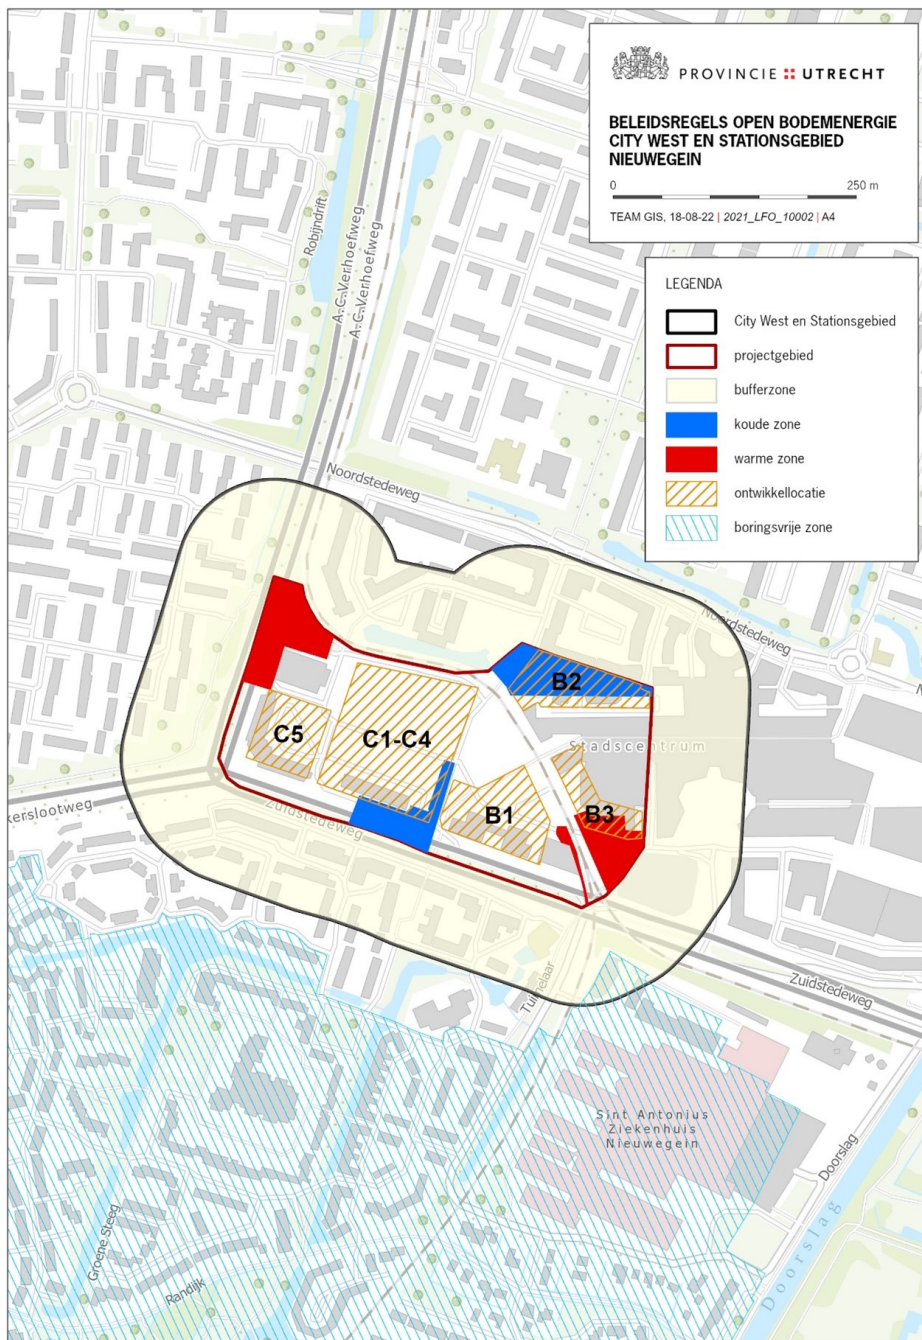 PROVINCIE :: UTRECHT
BELEIDSREGELS OPEN BODEMENERGIE
CITY WEST EN STATIONSGEBIED
NIEUWEGEIN
0 250 m
TEAM GIS, 18-08-22 | 2021_LFO_10002 | A4
LEGENDA
City West en Stationsgebied
projectgebied
bufferzone
koude zone
warme zone
ontwikkellocatie
boringsvrije zone
Robijndrift
A.C. Verhoefweg
A.C. Verhoefweg
Noordstedeweg
Noordstedeweg
B2
C5
C1-C4
Stadscentrum
B1
B3
kerslootweg
Zuidstedeweg
Zuidstedeweg
Tuinnelaar
Sint Antonius
Ziekenhuis
Nieuwegein
Doorslag
Doorslag
Groene Steeg
Randijk